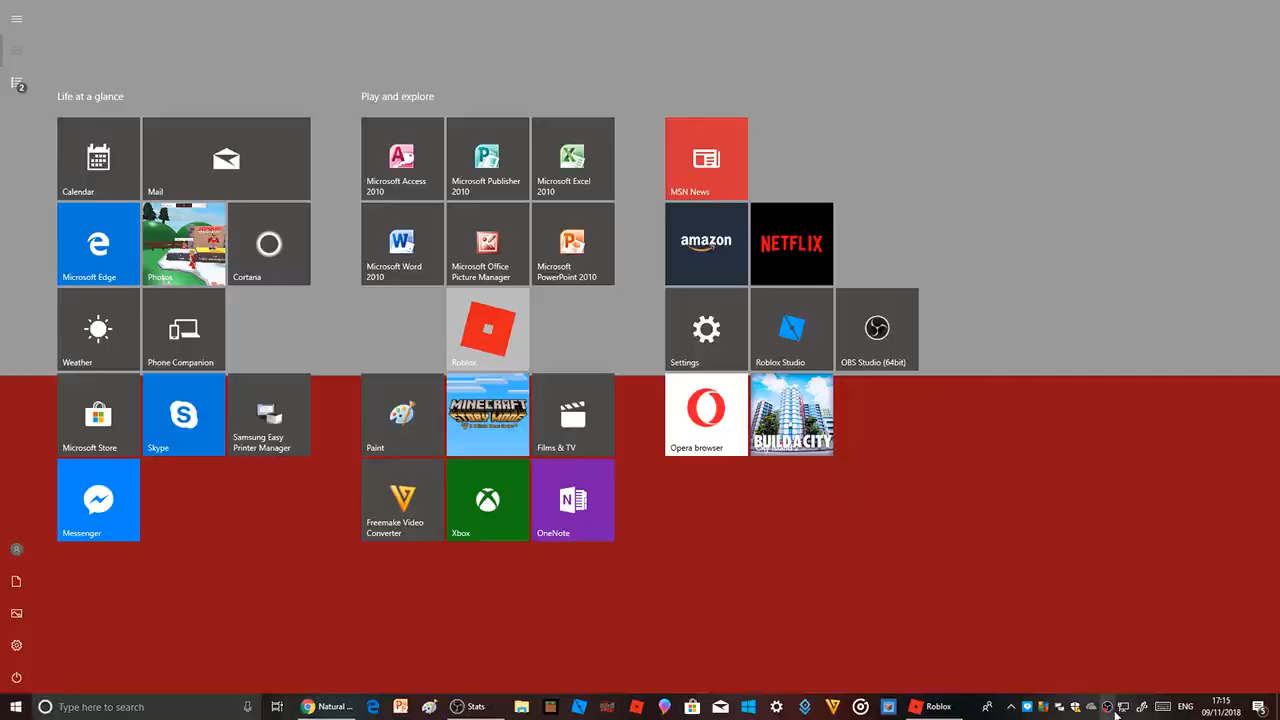 2
Life at a glance
Play and explore
Calendar
Mail
Microsoft Access
2010
Microsoft Publisher
2010
Microsoft Excel
2010
MSN News
Microsoft Edge
Photos
Cortana
Microsoft Word
2010
Microsoft Office
Picture Manager
Microsoft
PowerPoint 2010
amazon
NETFLIX
Weather
Phone Companion
Roblox
Settings
Roblox Studio
OBS Studio (64bit)
Microsoft Store
Skype
Samsung Easy
Printer Manager
Paint
MINECRAFT
STORY MODE
Films & TV
Opera browser
BUILD A CITY
Messenger
Freemake Video
Converter
Xbox
OneNote
Type here to search
Natural ...
Stats
Roblox
ENG
17:15
09/11/2018